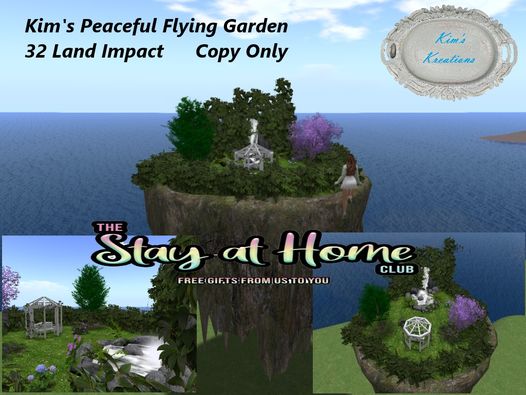 Kim's Peaceful Flying Garden
32 Land Impact Copy Only
Kim's
Kreations
THE
Stay at Home
CLUB
FREE GIFTS FROM US TO YOU